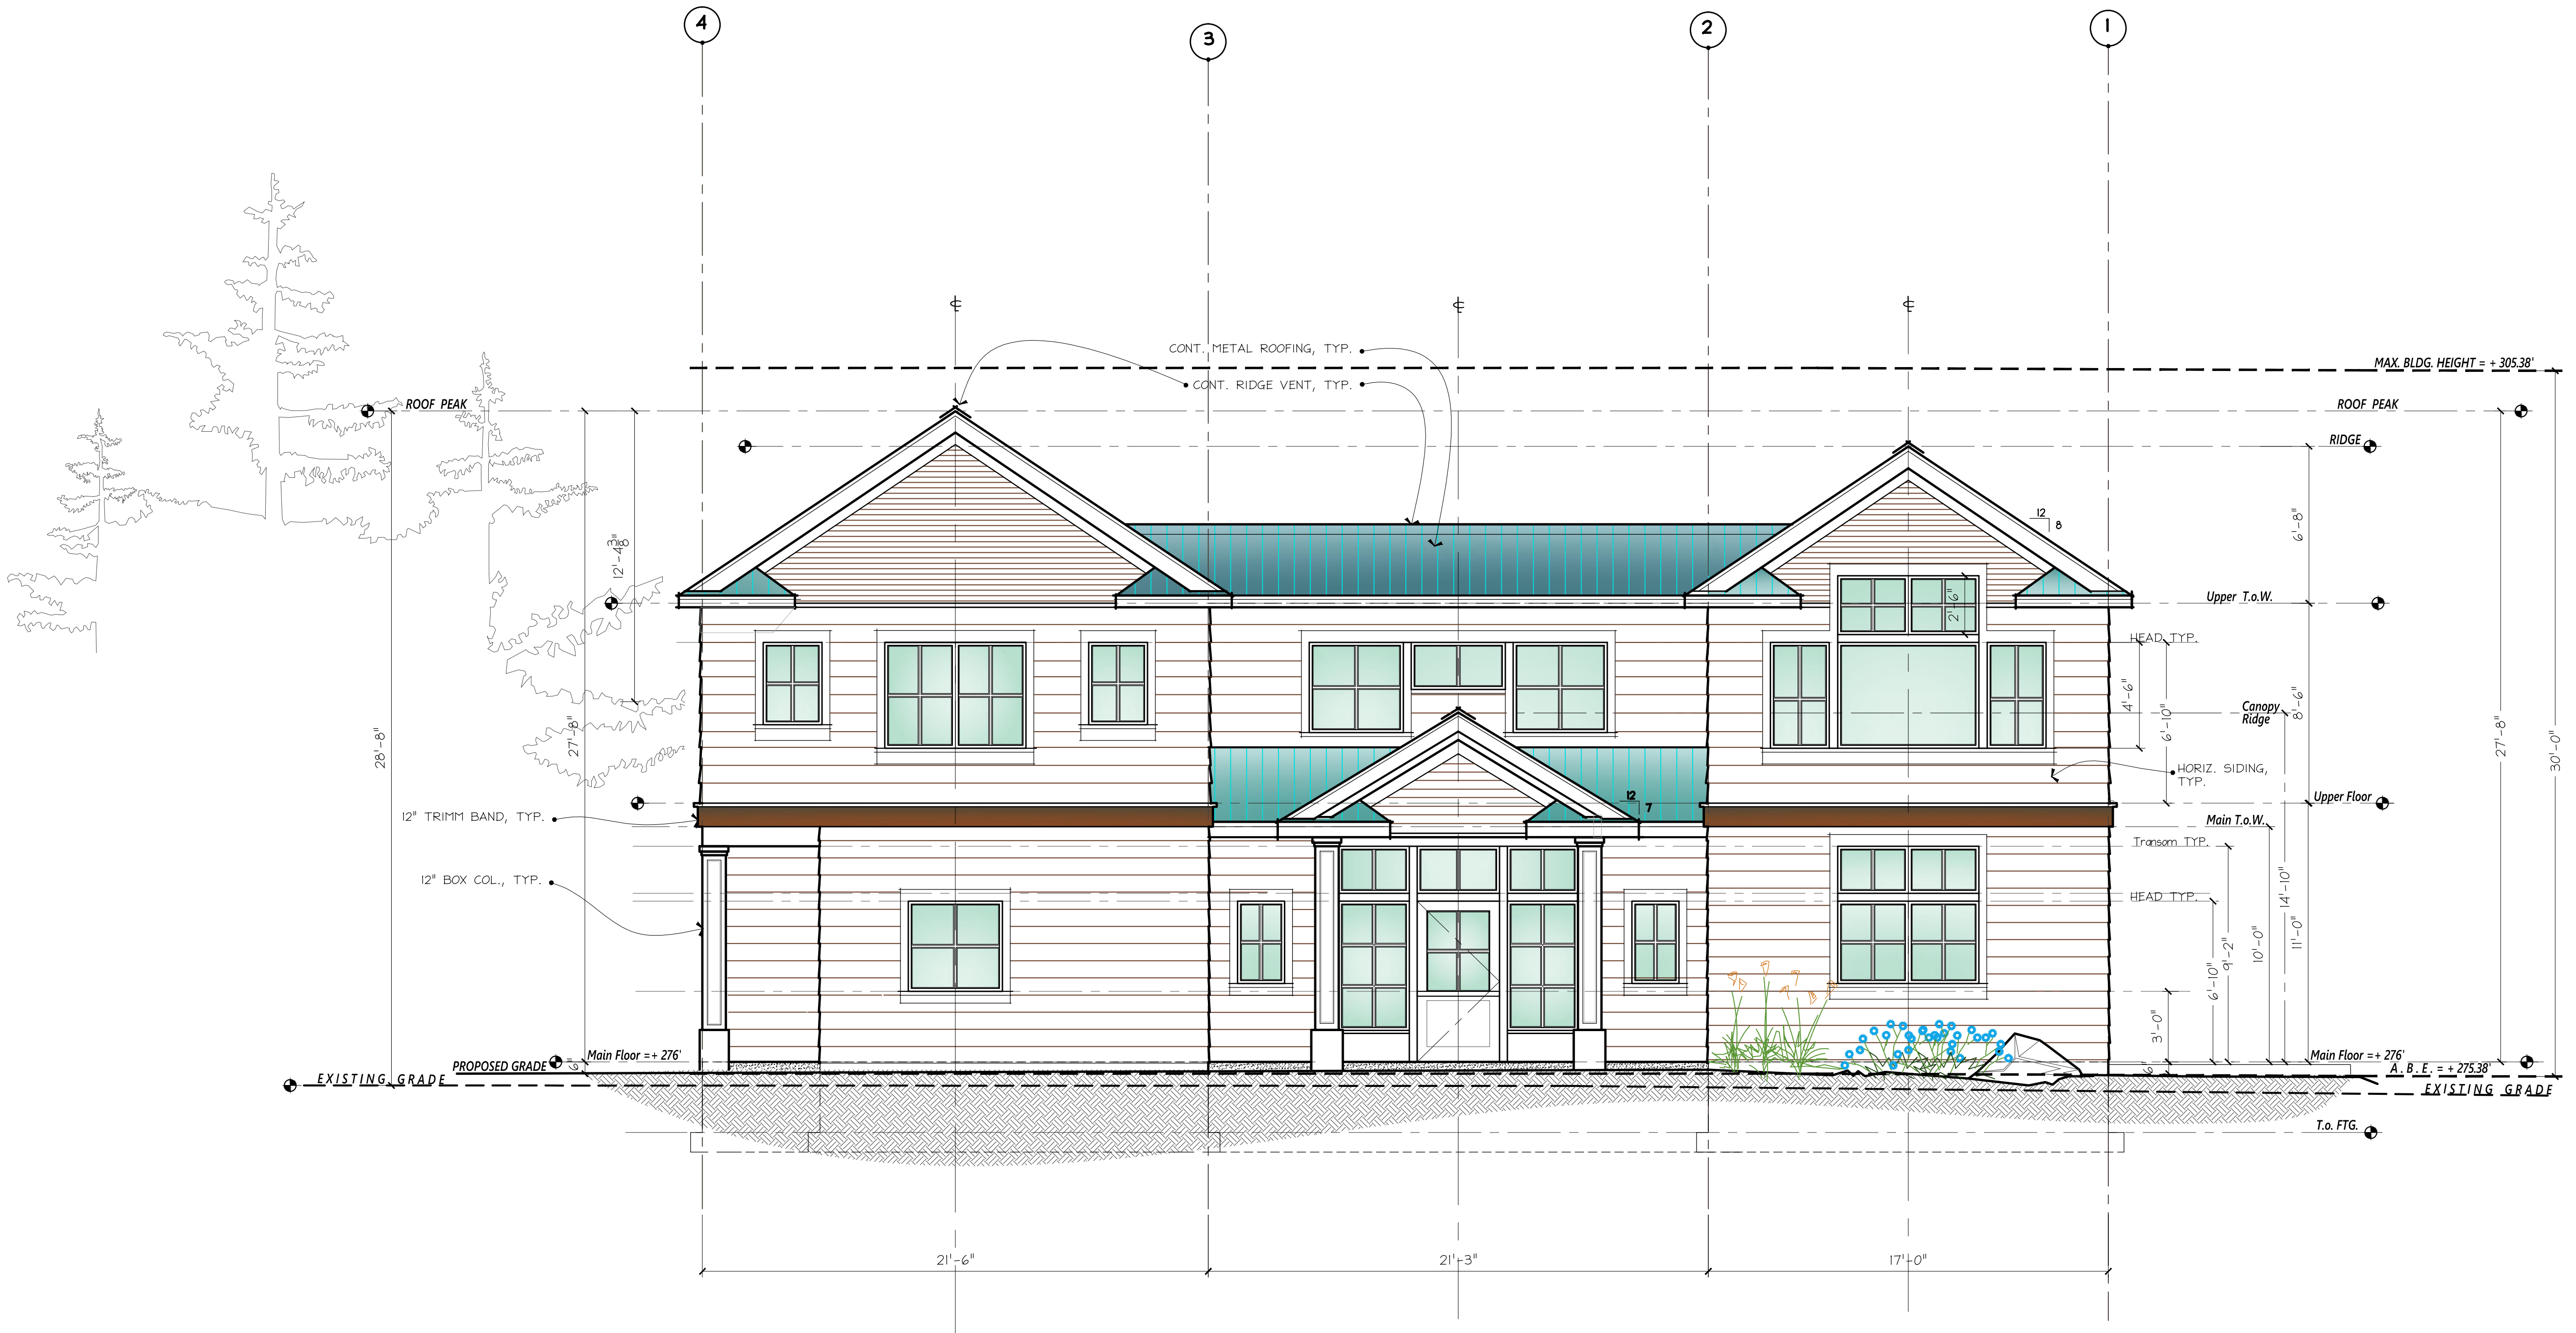 4
3
2
1
℄
℄
℄
CONT. METAL ROOFING, TYP.
MAX. BLDG. HEIGHT = + 305.38'
CONT. RIDGE VENT, TYP.
ROOF PEAK
ROOF PEAK
RIDGE
12
8
6'-8"
12'-4 3/8"
2'-6"
Upper T.o.W.
HEAD TYP.
28'-8"
27'-8"
4'-6"
6'-10"
Canopy
Ridge
8'-6"
27'-8"
30'-0"
HORIZ. SIDING,
TYP.
12
7
Upper Floor
12" TRIMM BAND, TYP.
Main T.o.W.
Transom TYP.
12" BOX COL., TYP.
HEAD TYP.
14'-10"
11'-0"
10'-0"
9'-2"
6'-10"
3'-0"
Main Floor =+ 276'
Main Floor =+ 276'
PROPOSED GRADE
6"
6"
A.B.E. = + 275.38'
EXISTING GRADE
EXISTING GRADE
T.o. FTG.
21'-6"
21'-3"
17'-0"